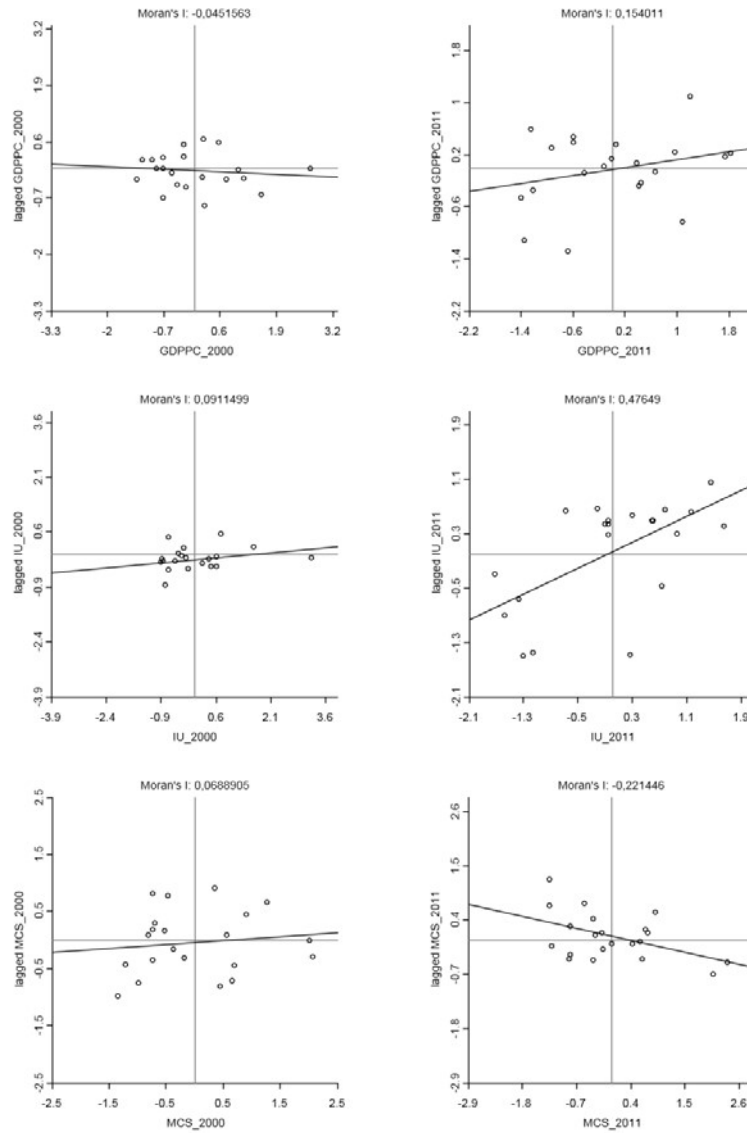 Moran's I: -0,0451563
lagged GDPPC_2000
3.2
1.9
0.6
-0.7
-2
-3.3
-3.3 -2 -0.7 0.6 1.9 3.2
GDPPC_2000
Moran's I: 0,154011
lagged GDPPC_2011
1.8
1
0.2
-0.6
-1.4
-2.2
-2.2 -1.4 -0.6 0.2 1 1.8
GDPPC_2011
Moran's I: 0,0911499
lagged IU_2000
3.6
2.1
0.6
-0.9
-2.4
-3.9
-3.9 -2.4 -0.9 0.6 2.1 3.6
IU_2000
Moran's I: 0,47649
lagged IU_2011
1.9
1.1
0.3
-0.5
-1.3
-2.1
-2.1 -1.3 -0.5 0.3 1.1 1.9
IU_2011
Moran's I: 0,0688905
lagged MCS_2000
2.5
1.5
0.5
-0.5
-1.5
-2.5
-2.5 -1.5 -0.5 0.5 1.5 2.5
MCS_2000
Moran's I: -0,221446
lagged MCS_2011
2.6
1.5
0.4
-0.7
-1.8
-2.9
-2.9 -1.8 -0.7 0.4 1.5 2.6
MCS_2011